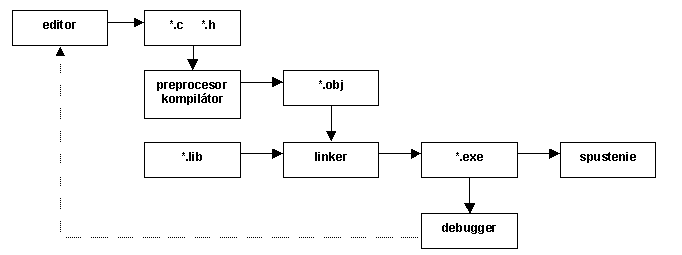 editor
*.c *.h
preprocesor
kompilátor
*.obj
*.lib
linker
*.exe
spustenie
debugger